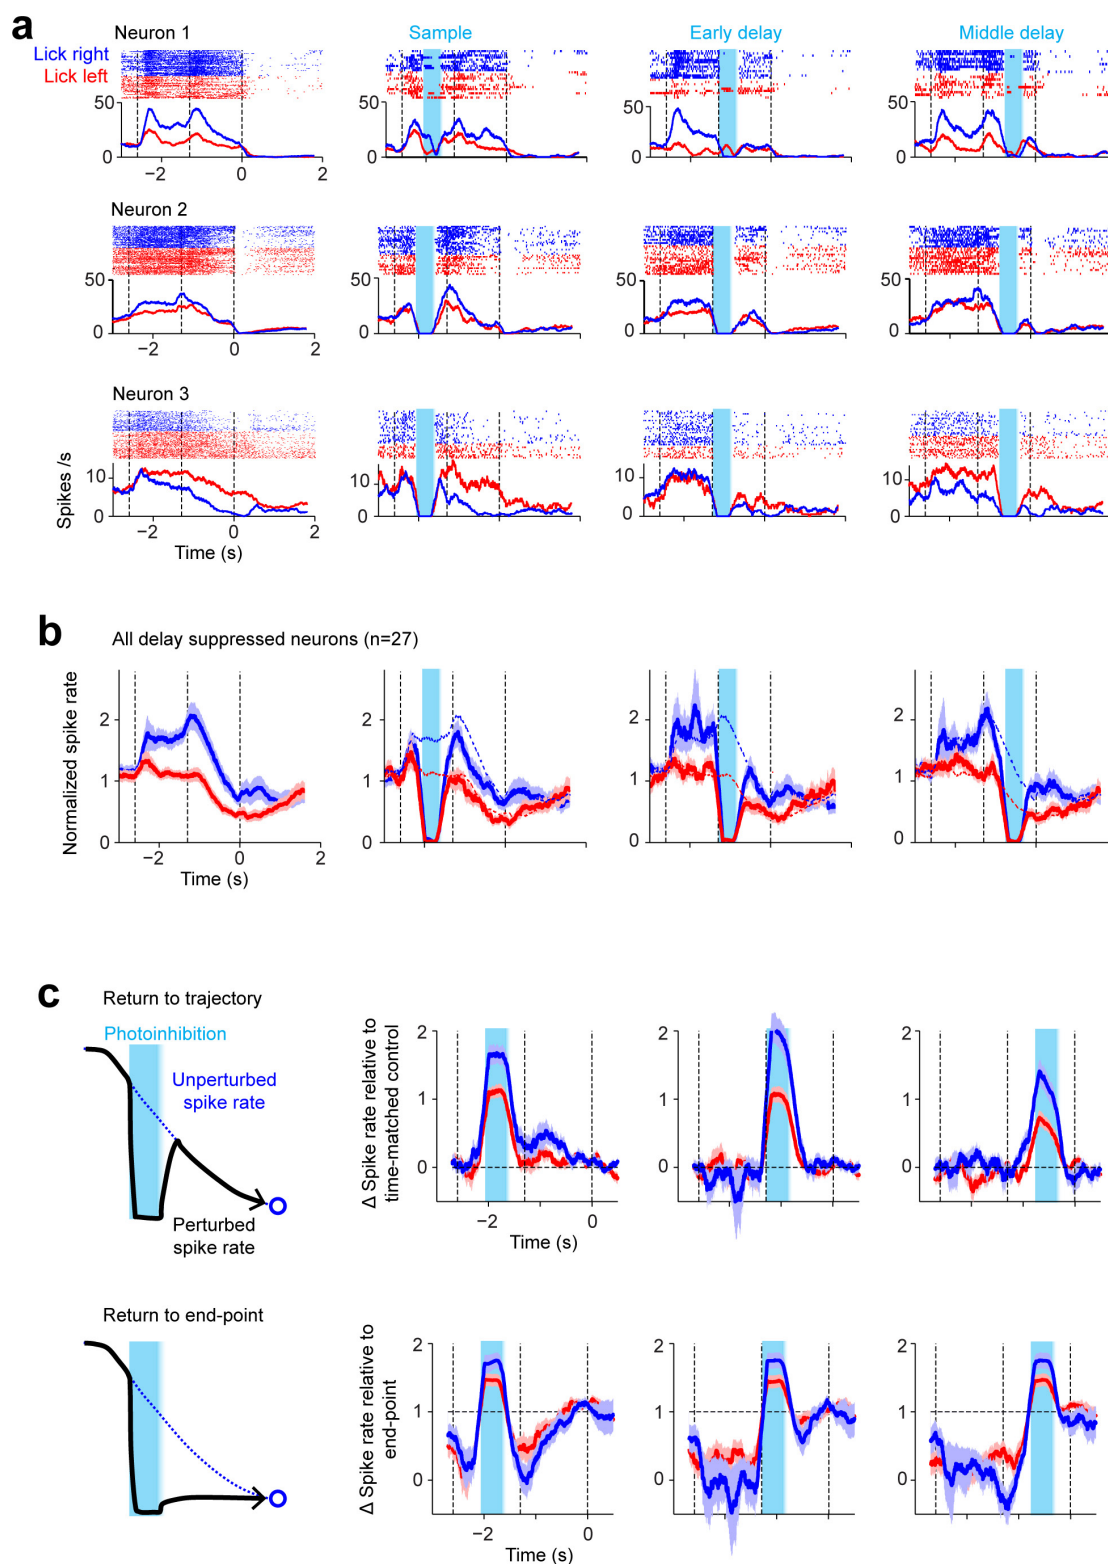 a
Neuron 1
Sample
Early delay
Middle delay
Lick right
Lick left
50
0
−2
0
2
50
0
50
0
50
0
Neuron 2
50
0
−2
0
2
50
0
50
0
50
0
Neuron 3
Spikes /s
10
0
−2
0
2
10
0
10
0
10
0
Time (s)
b
All delay suppressed neurons (n=27)
Normalized spike rate
2
1
0
−2
0
2
Time (s)
2
1
0
2
1
0
2
1
0
c
Return to trajectory
Photoinhibition
Unperturbed
spike rate
Perturbed
spike rate
Δ Spike rate relative to
time-matched control
2
1
0
−2
0
Time (s)
2
1
0
2
1
0
Return to end-point
Δ Spike rate relative to
end-point
2
1
0
−2
0
Time (s)
2
1
0
2
1
0